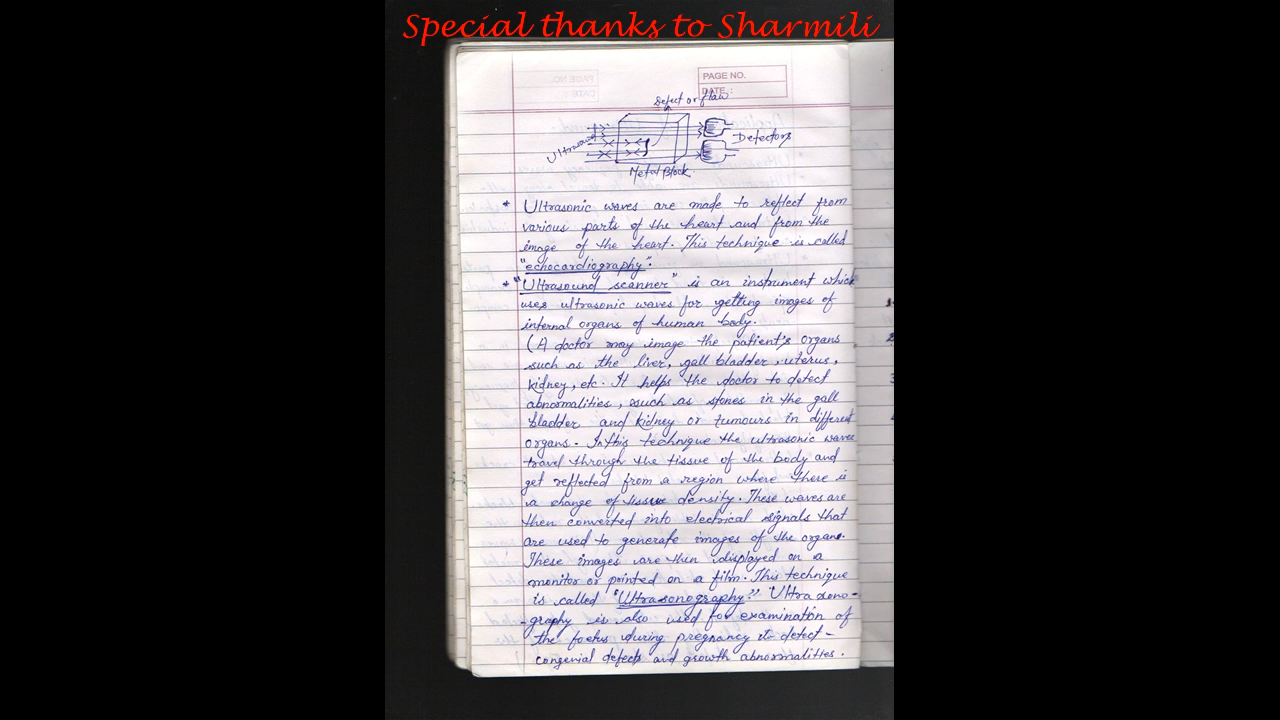 Special thanks to Sharmili
PAGE NO.
DATE :
Defect or flaw
Ultrasound
Detectors
Metal Block
* Ultrasonic waves are made to reflect from
various parts of the heart and from the
image of the heart. This technique is called
"echocardiography".
* "Ultrasound scanner" is an instrument which
uses ultrasonic waves for getting images of
internal organs of human body.
(A doctor may image the patient's organs
such as the liver, gall bladder, uterus,
kidney, etc. It helps the doctor to detect
abnormalities, such as stones in the gall
bladder and kidney or tumours in different
organs. In this technique the ultrasonic waves
travel through the tissue of the body and
get reflected from a region where there is
a change of tissue density. These waves are
then converted into electrical signals that
are used to generate images of the organ.
These images are then displayed on a
monitor or printed on a film. This technique
is called "Ultrasonography". Ultrasono-
-graphy is also used for examination of
the foetus during pregnancy to detect-
congenial defects and growth abnormalities.